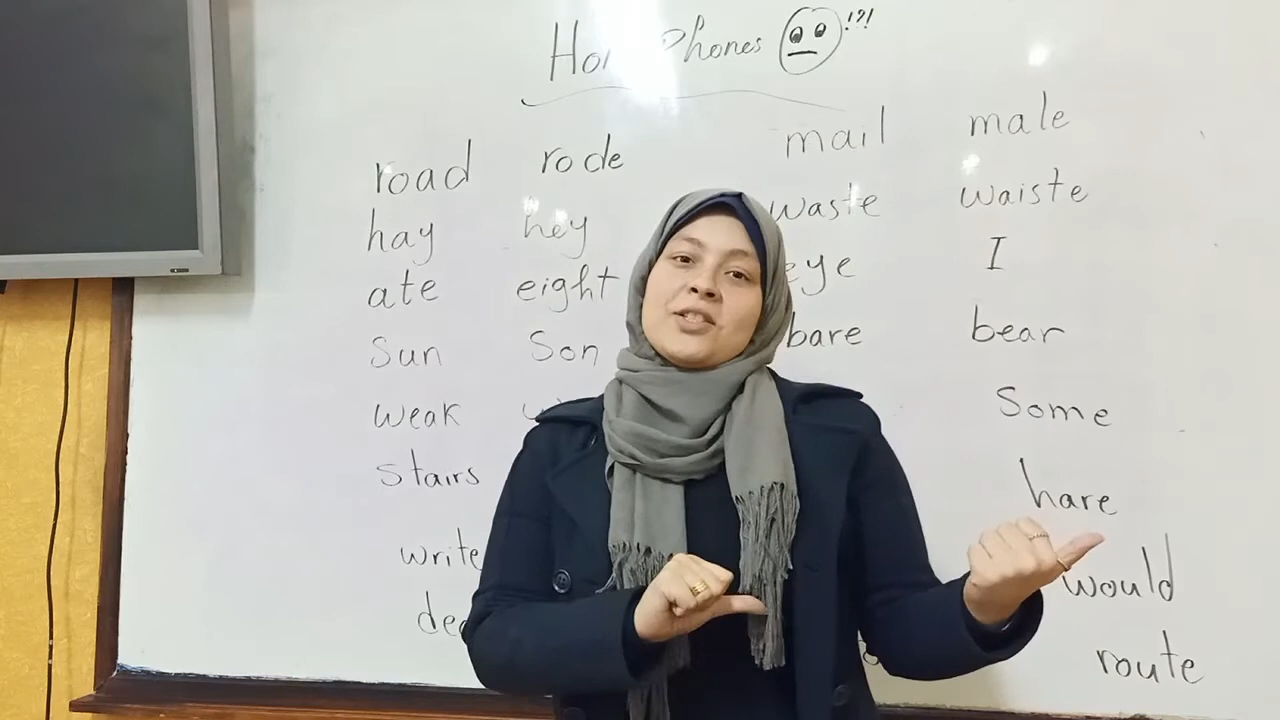 Phones !?!
road rode mail male
hay hey waste waiste
ate eight eye I
Sun Son bare bear
weak Some
stairs hare
write would
route